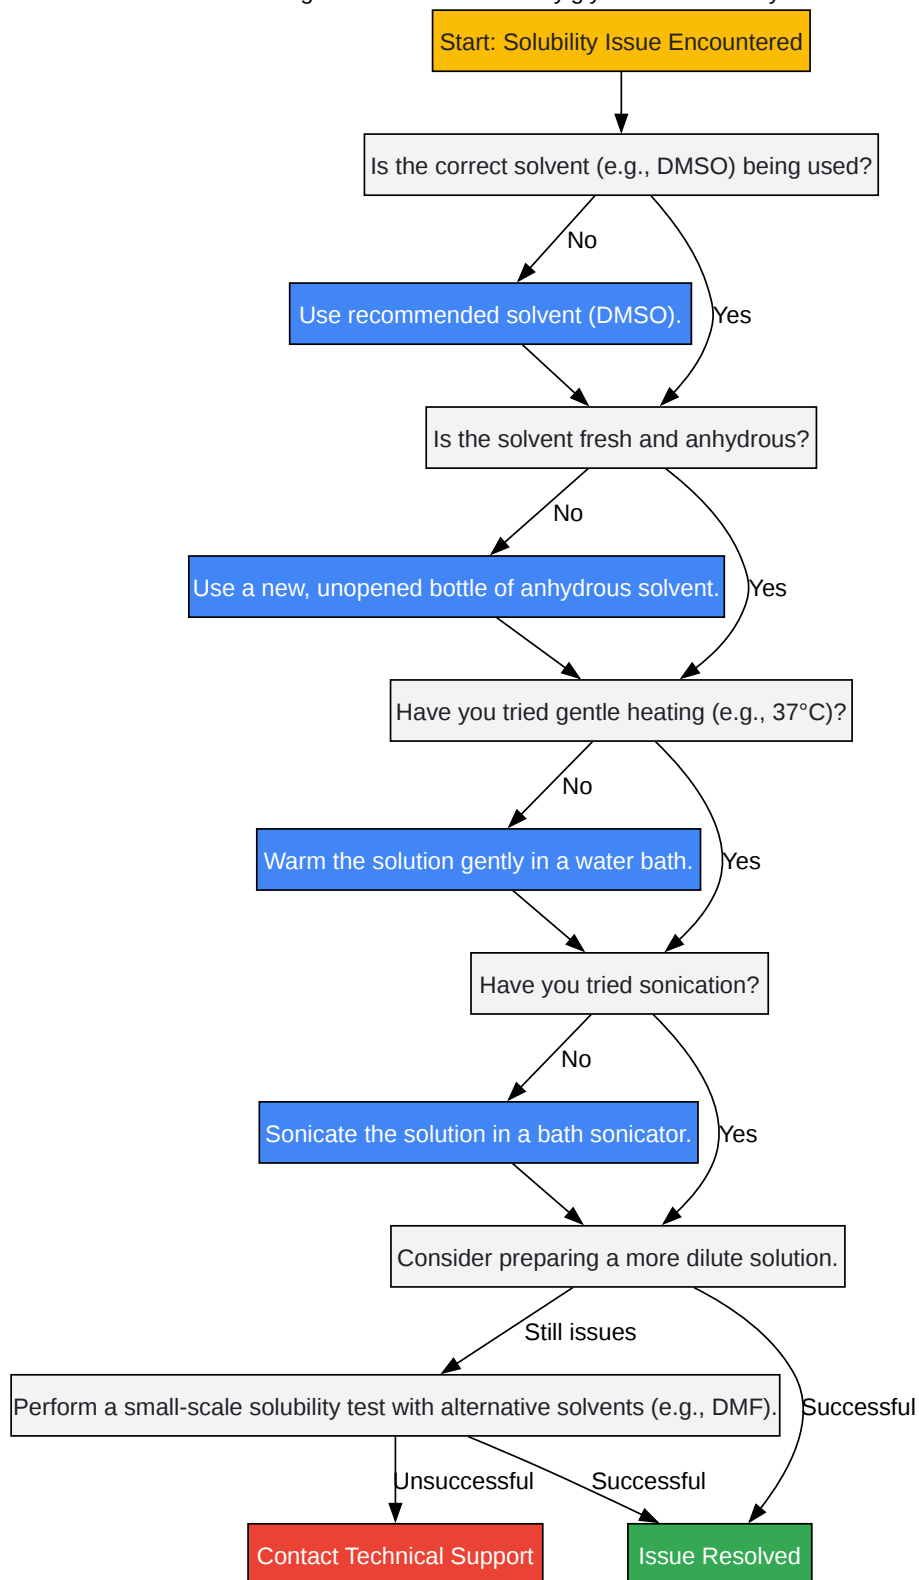 Start: Solubility Issue Encountered
Is the correct solvent (e.g., DMSO) being used?
No
Use recommended solvent (DMSO).
Yes
Is the solvent fresh and anhydrous?
No
Use a new, unopened bottle of anhydrous solvent.
Yes
Have you tried gentle heating (e.g., 37°C)?
No
Warm the solution gently in a water bath.
Yes
Have you tried sonication?
No
Sonicate the solution in a bath sonicator.
Yes
Consider preparing a more dilute solution.
Still issues
Perform a small-scale solubility test with alternative solvents (e.g., DMF).
Successful
Unsuccessful
Successful
Contact Technical Support
Issue Resolved